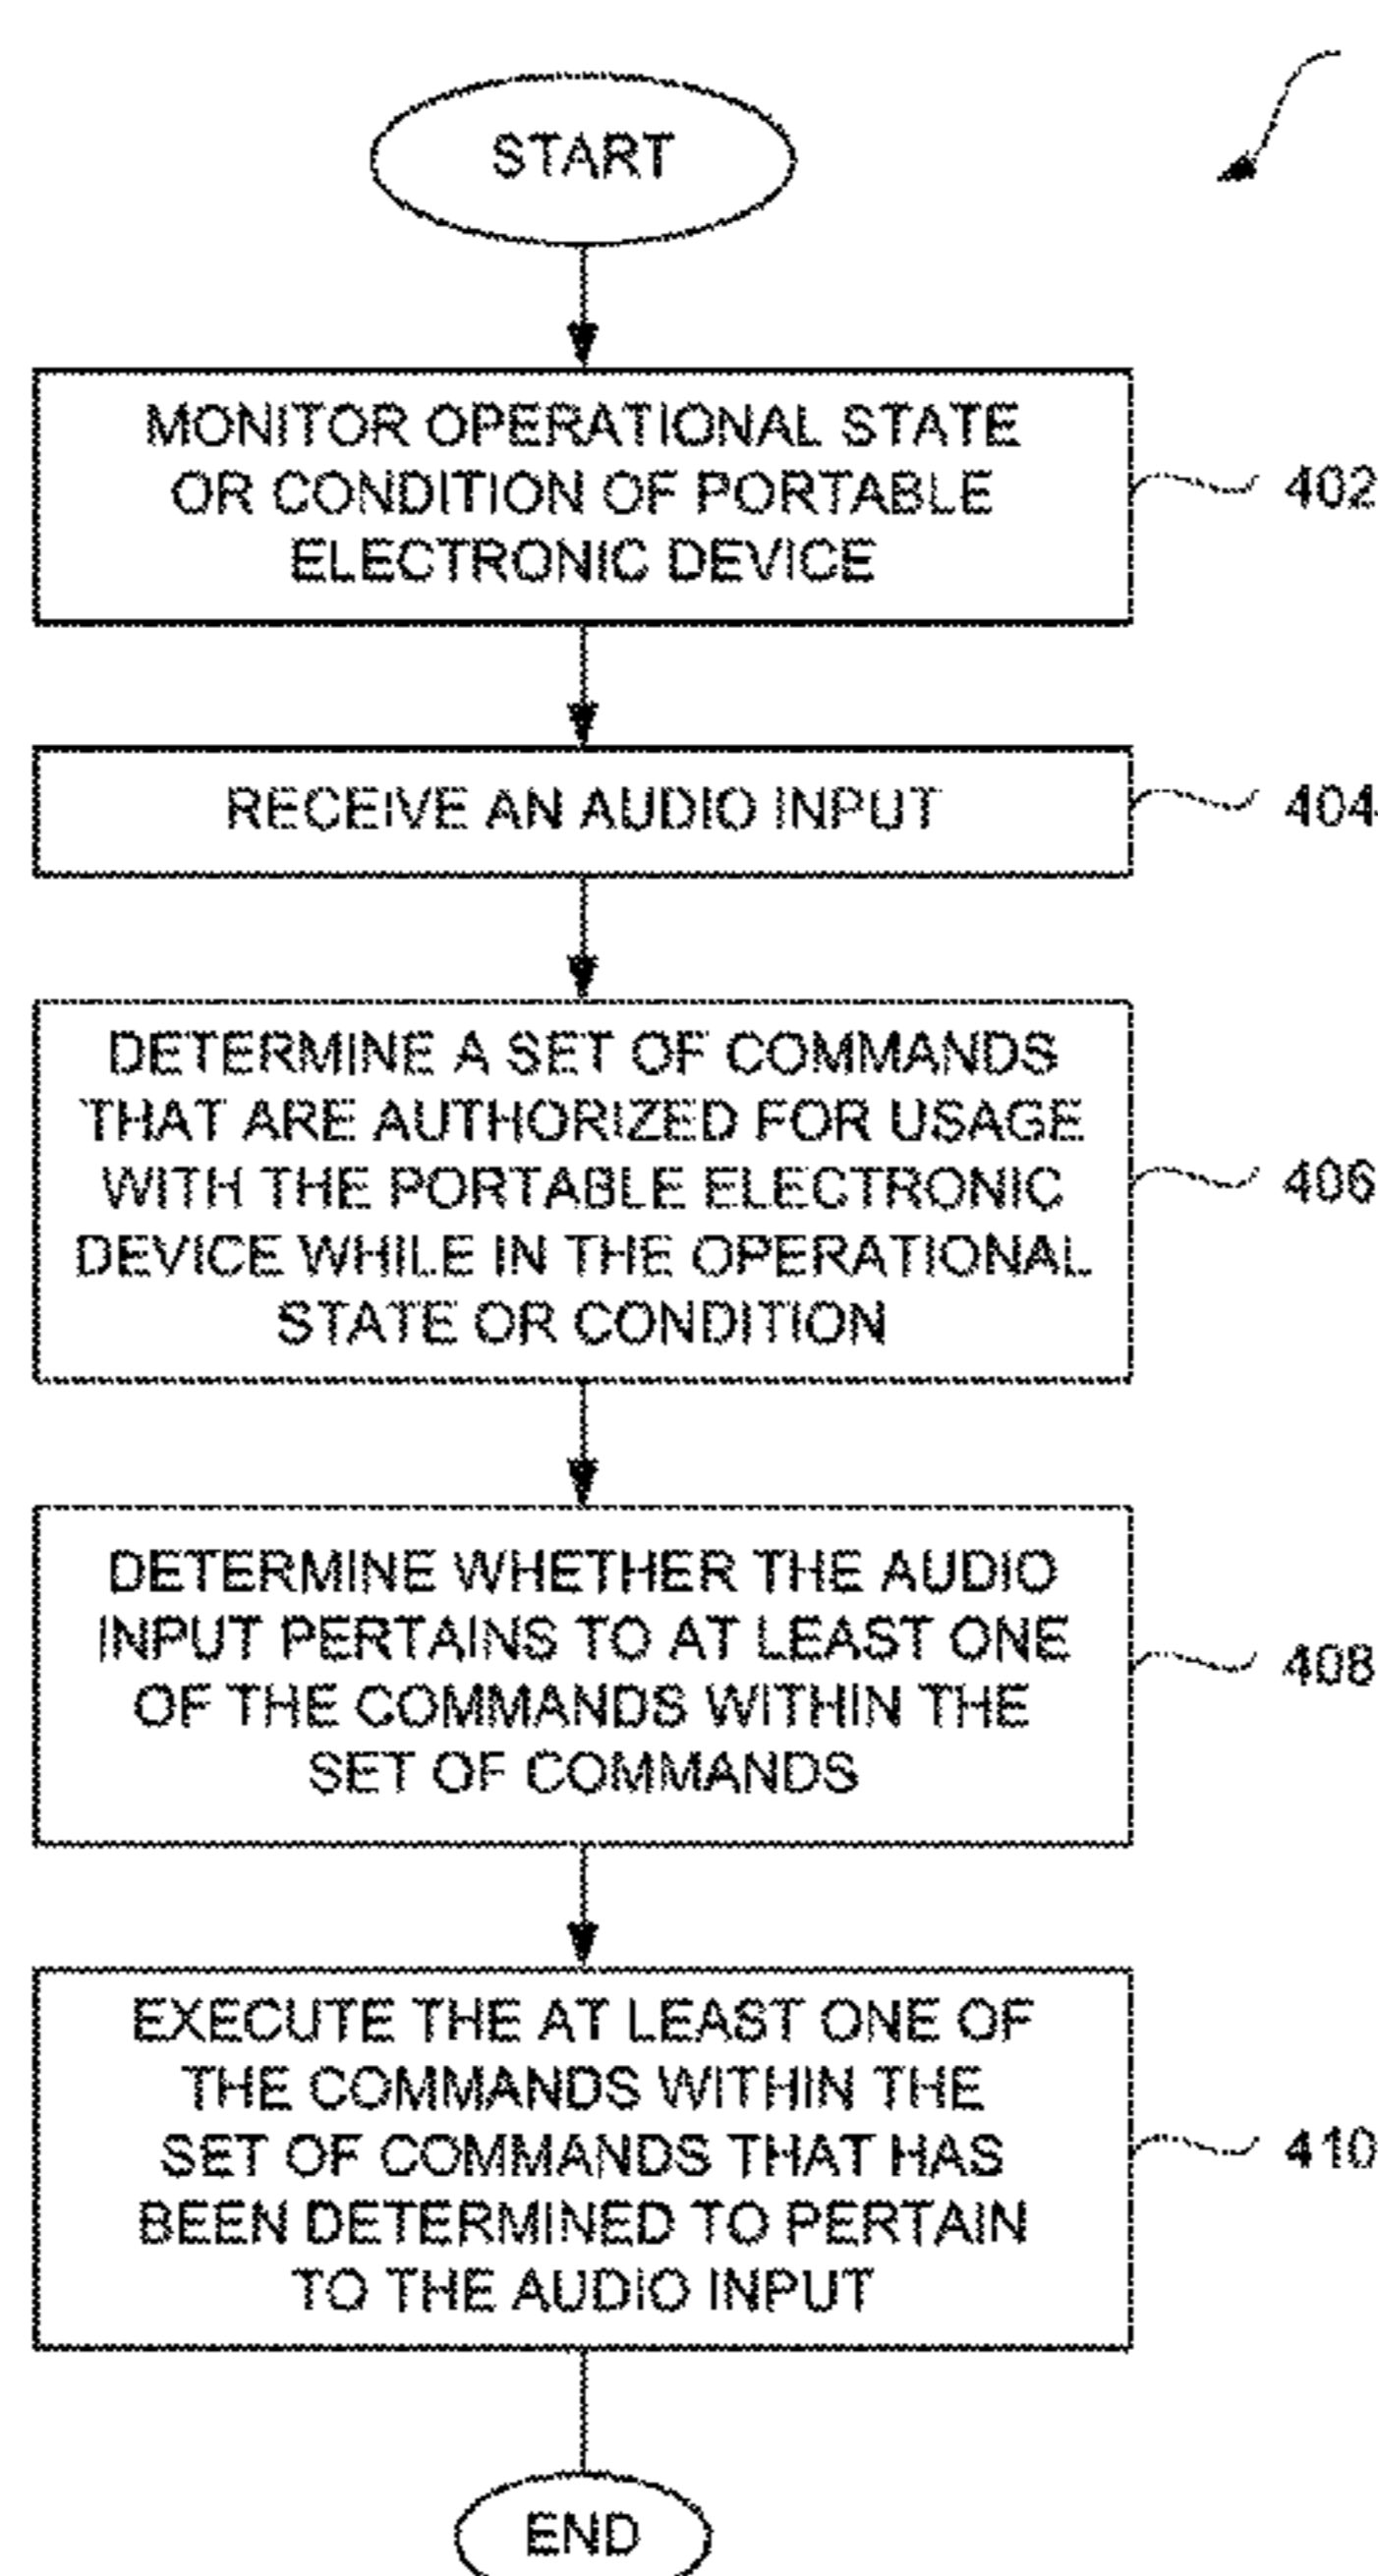 START
MONITOR OPERATIONAL STATE
OR CONDITION OF PORTABLE
ELECTRONIC DEVICE
402
RECEIVE AN AUDIO INPUT
404
DETERMINE A SET OF COMMANDS
THAT ARE AUTHORIZED FOR USAGE
WITH THE PORTABLE ELECTRONIC
DEVICE WHILE IN THE OPERATIONAL
STATE OR CONDITION
406
DETERMINE WHETHER THE AUDIO
INPUT PERTAINS TO AT LEAST ONE
OF THE COMMANDS WITHIN THE
SET OF COMMANDS
408
EXECUTE THE AT LEAST ONE OF
THE COMMANDS WITHIN THE
SET OF COMMANDS THAT HAS
BEEN DETERMINED TO PERTAIN
TO THE AUDIO INPUT
410
END